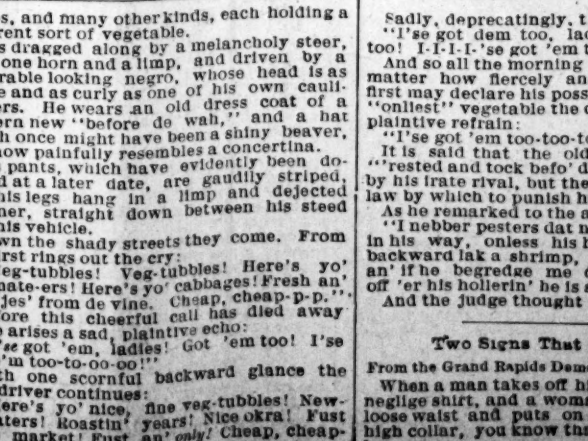 s, and many other kinds, each holding a
rent sort of vegetable.
s dragged along by a melancholy steer,
one horn and a limp, and driven by a
rable looking negro, whose head is as
e and as curly as one of his own cauli-
ers. He wears an old dress coat of a
ern new "before de wah," and a hat
h once might have been a shiny beaver,
now painfully resembles a concertina.
pants, which have evidently been do-
d at a later date, are gaudily striped,
his legs hang in a limp and dejected
ner, straight down between his steed
his vehicle.
wn the shady streets they come. From
irst rings out the cry:
eg-tubbles! Veg-tubbles! Here's yo'
mate-ers! Here's yo' cabbages! Fresh an'
jes' from de vine. Cheap, cheap-p-p."
ore this cheerful call has died away
e arises a sad, plaintive echo:
'se got 'em, ladies! Got 'em too! I'se
'm too-to-oo-oo!"
th one scornful backward glance the
driver continues:
ere's yo' nice, fine veg-tubbles! New-
aters! Roastin' years! Nice okra! Fust
market! Fust an' only! Cheap, cheap-
Sadly, deprecatingly,
"I'se got dem too, lad
too! I-I-I-I-'se got 'em t
And so all the morning
matter how fiercely an
first may declare his poss
"onliest" vegetable the
plaintive refrain:
"I'se got 'em too-too-to
It is said that the old
"'rested and tock befo' d
by his irate rival, but the
law by which to punish h
As he remarked to the c
"I nebber pesters dat n
in his way, onless his h
backward lak a shrimp,
an' if he begredge me
off 'er his hollerin' he is
And the judge thought
Two Signs That
From the Grand Rapids Dem
When a man takes off hi
neglige shirt, and a woma
loose waist and puts on
high collar, you know th